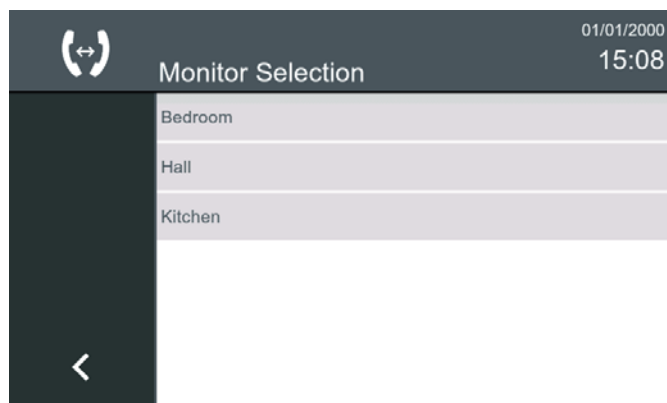 01/01/2000
15:08
Monitor Selection
Bedroom
Hall
Kitchen